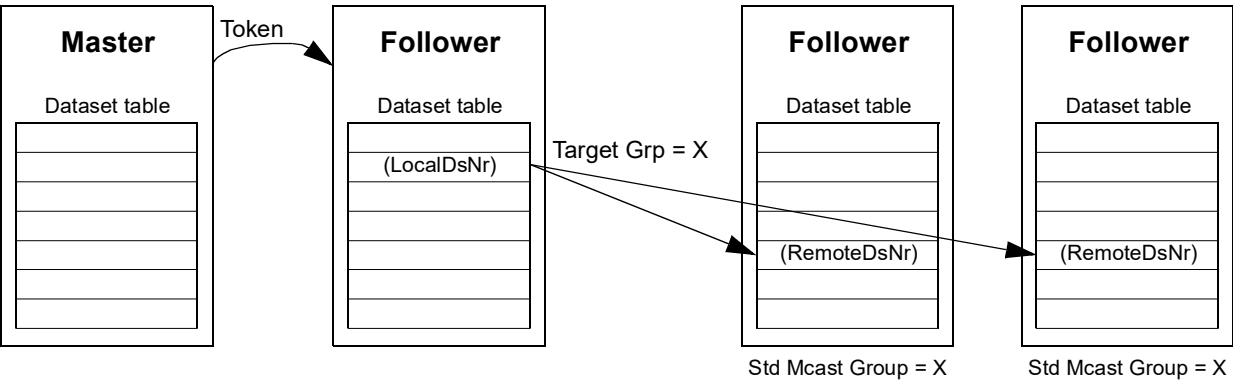 Master
Token
Follower
Follower
Follower
Dataset table
Dataset table
Dataset table
Dataset table
(LocalDsNr)
Target Grp = X
(RemoteDsNr)
(RemoteDsNr)
Std Mcast Group = X
Std Mcast Group = X